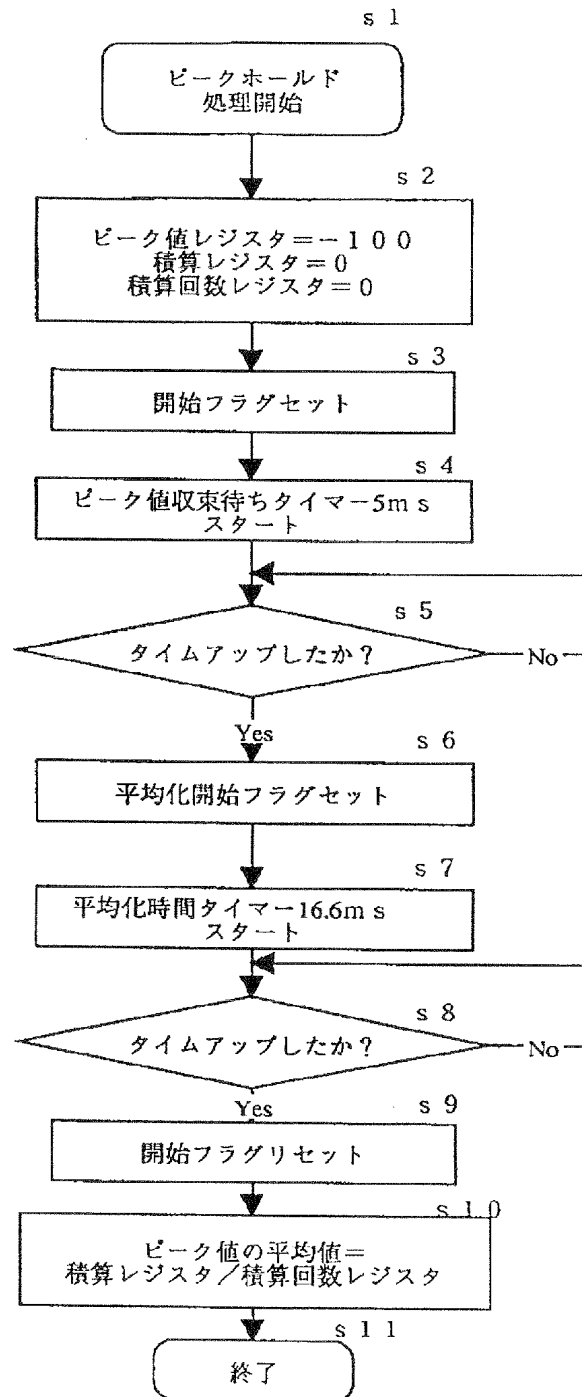 s 1
ピークホールド
処理開始
s 2
ピーク値レジスタ=－１００
積算レジスタ=０
積算回数レジスタ=０
s 3
開始フラグセット
s 4
ピーク値収束待ちタイマー5ms
スタート
s 5
タイムアップしたか？
No
Yes
s 6
平均化開始フラグセット
s 7
平均化時間タイマー16.6ms
スタート
s 8
タイムアップしたか？
No
Yes
s 9
開始フラグリセット
s 1 0
ピーク値の平均値=
積算レジスタ／積算回数レジスタ
s 1 1
終了